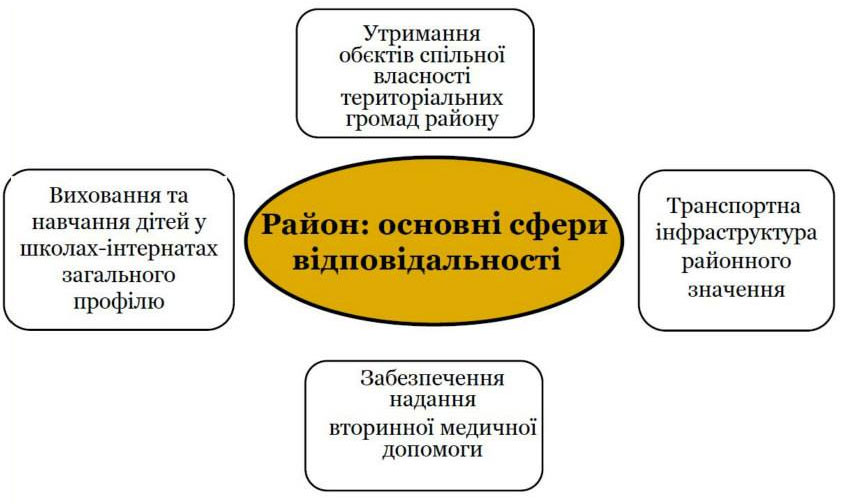 Утримання
обєктів спільної
власності
територіальних
громад району
Виховання та
навчання дітей у
школах-інтернатах
загального
профілю
Район: основні сфери
відповідальності
Транспортна
інфраструктура
районного
значення
Забезпечення
надання
вторинної медичної
допомоги